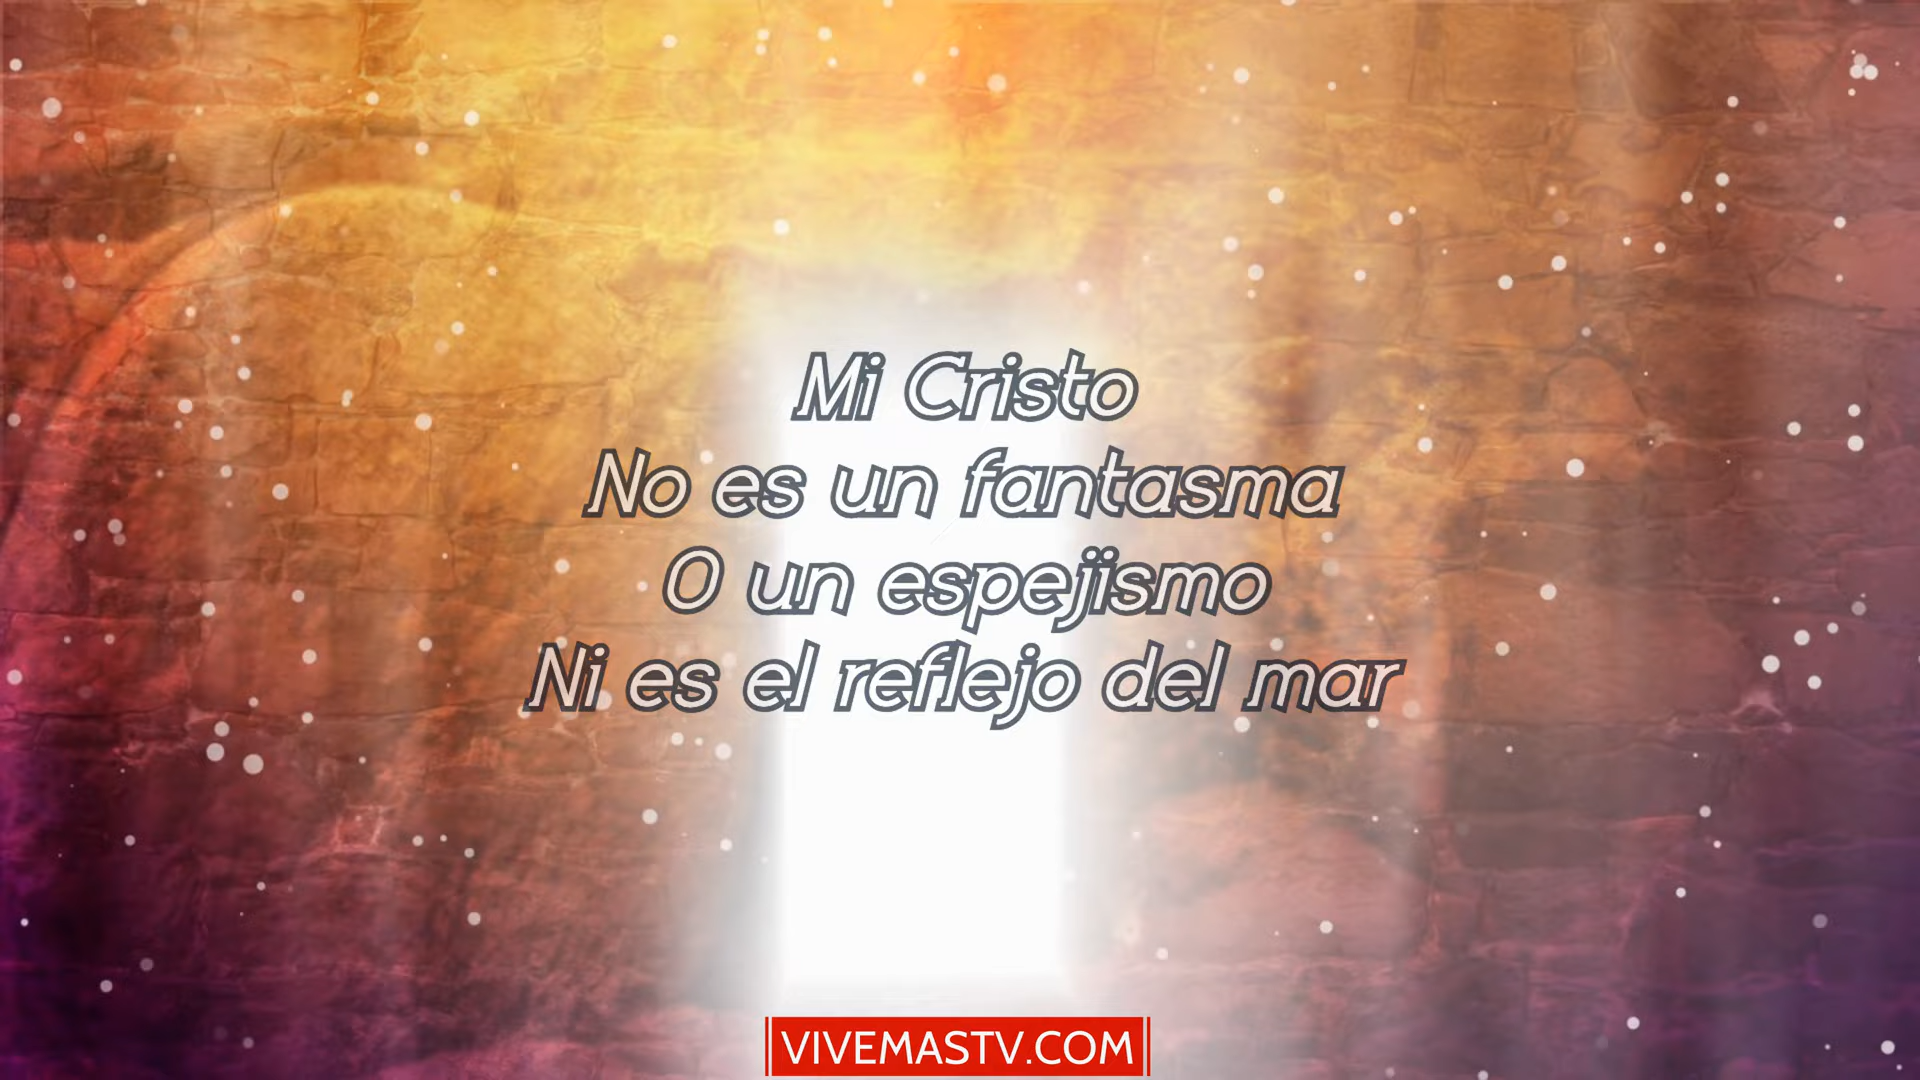 Mi Cristo
No es un fantasma
O un espejismo
Ni es el reflejo del mar
VIVEMASTV.COM